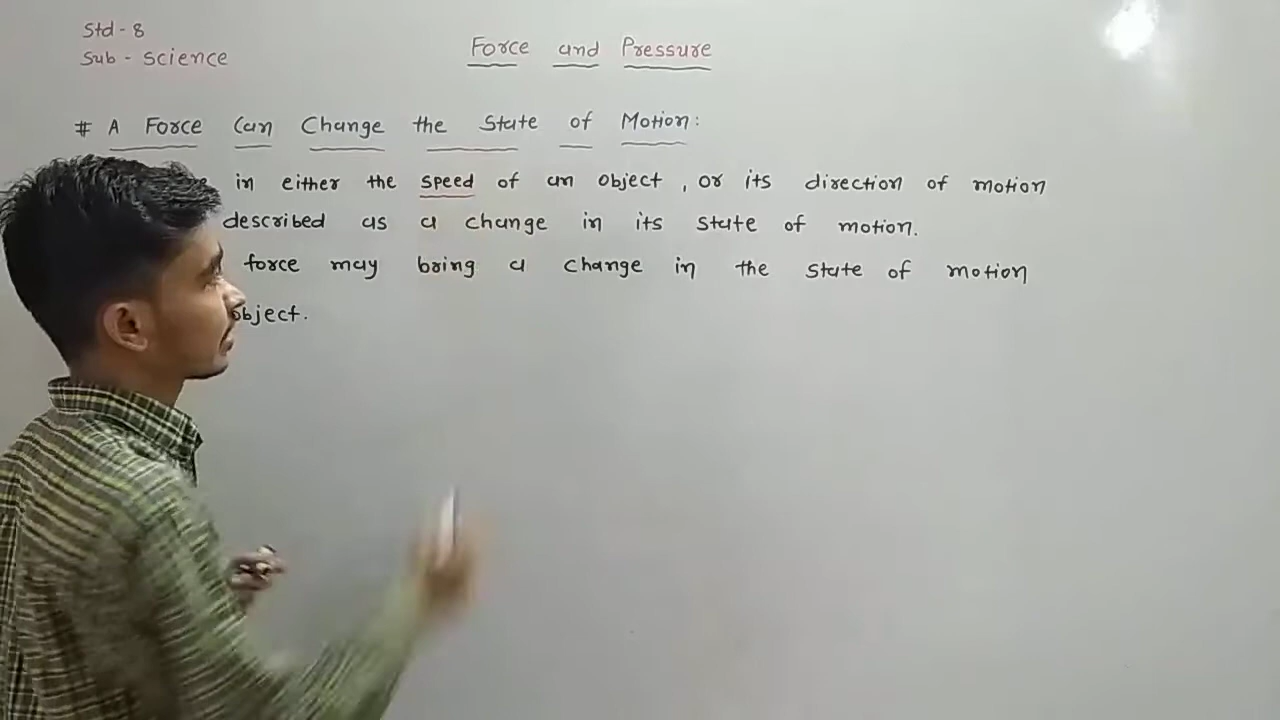 Std - 8
Sub - science
Force and Pressure
# A Force Can Change the State of Motion:
in either the speed of an object, or its direction of motion
described as a change in its state of motion.
force may bring a change in the state of motion
object.